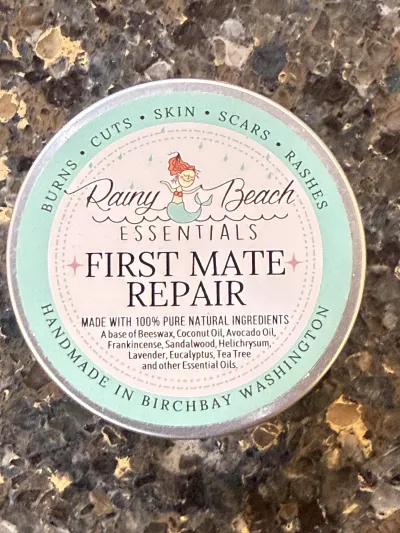 BURNS • CUTS • SKIN • SCARS • RASHES
Rainy Beach
ESSENTIALS
FIRST MATE
REPAIR
MADE WITH 100% PURE NATURAL INGREDIENTS
A base of Beeswax, Coconut Oil, Avocado Oil,
Frankincense, Sandalwood, Helichrysum,
Lavender, Eucalyptus, Tea Tree
and other Essential Oils.
HANDMADE IN BIRCHBAY WASHINGTON